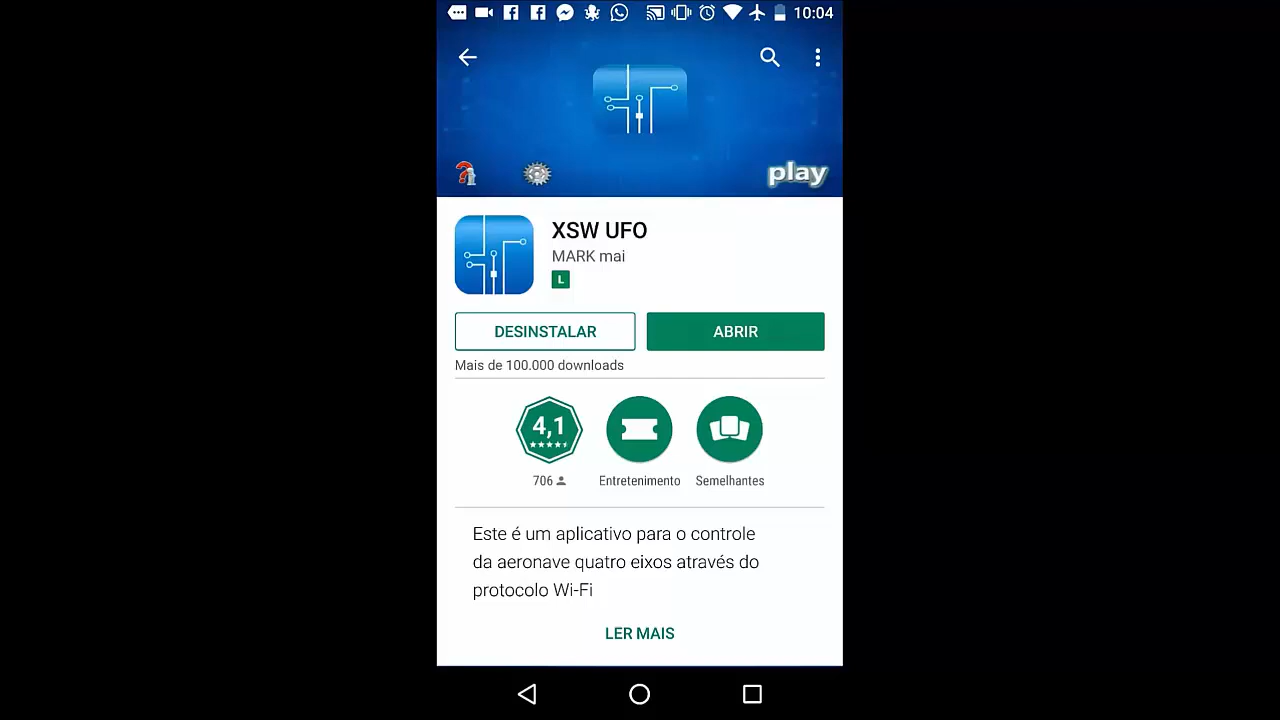 10:04
play
XSW UFO
MARK mai
L
DESINSTALAR
ABRIR
Mais de 100.000 downloads
4,1
706
Entretenimento
Semelhantes
Este é um aplicativo para o controle
da aeronave quatro eixos através do
protocolo Wi-Fi
LER MAIS